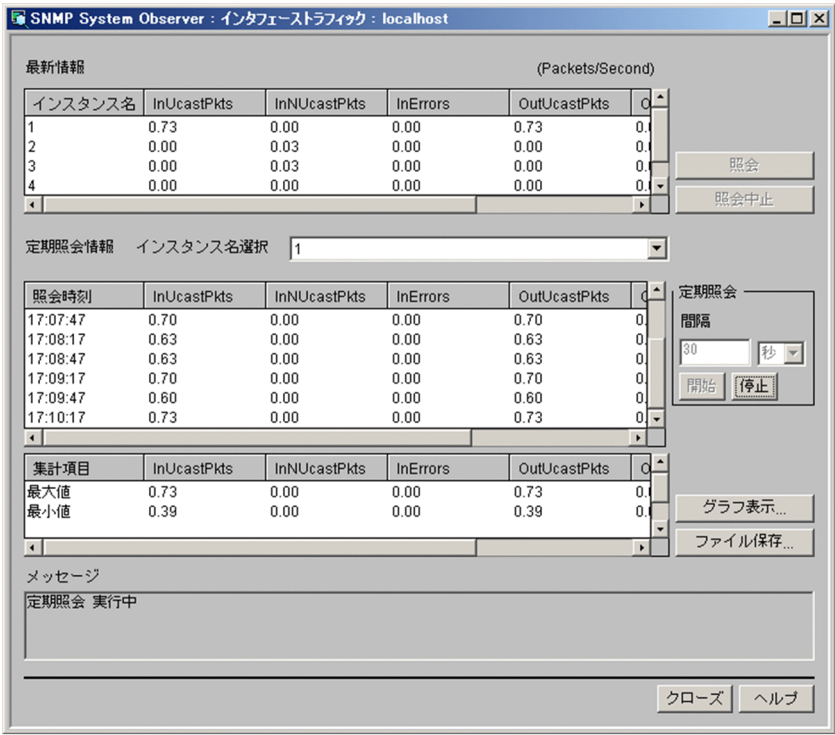 SNMP System Observer : インタフェーストラフィック : localhost
最新情報 (Packets/Second)
インスタンス名 InUcastPkts InNUcastPkts InErrors OutUcastPkts
1 0.73 0.00 0.00 0.73
2 0.00 0.03 0.00 0.00
3 0.00 0.03 0.00 0.00
4 0.00 0.00 0.00 0.00
照会
照会中止
定期照会情報 インスタンス名選択 1
照会時刻 InUcastPkts InNUcastPkts InErrors OutUcastPkts
17:07:47 0.70 0.00 0.00 0.70
17:08:17 0.63 0.00 0.00 0.63
17:08:47 0.63 0.00 0.00 0.63
17:09:17 0.70 0.00 0.00 0.70
17:09:47 0.60 0.00 0.00 0.60
17:10:17 0.73 0.00 0.00 0.73
定期照会
間隔
30 秒
開始 停止
集計項目 InUcastPkts InNUcastPkts InErrors OutUcastPkts
最大値 0.73 0.00 0.00 0.73
最小値 0.39 0.00 0.00 0.39
グラフ表示...
ファイル保存...
メッセージ
定期照会 実行中
クローズ ヘルプ